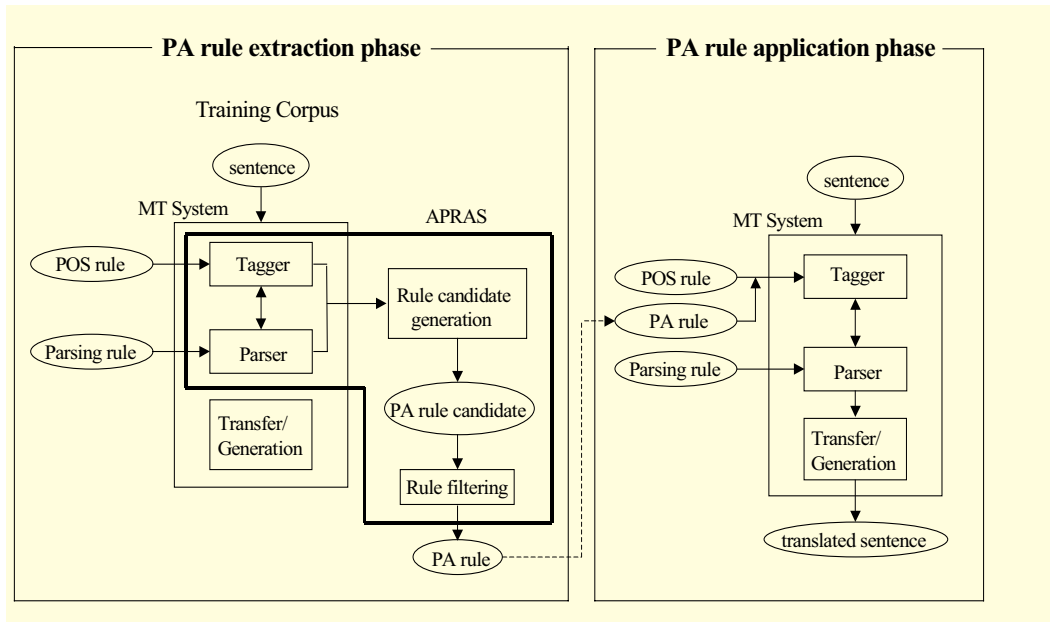 PA rule extraction phase
Training Corpus
sentence
MT System
APRAS
POS rule
Tagger
Rule candidate
generation
Parsing rule
Parser
PA rule candidate
Transfer/
Generation
Rule filtering
PA rule
PA rule application phase
sentence
MT System
POS rule
Tagger
PA rule
Parsing rule
Parser
Transfer/
Generation
translated sentence